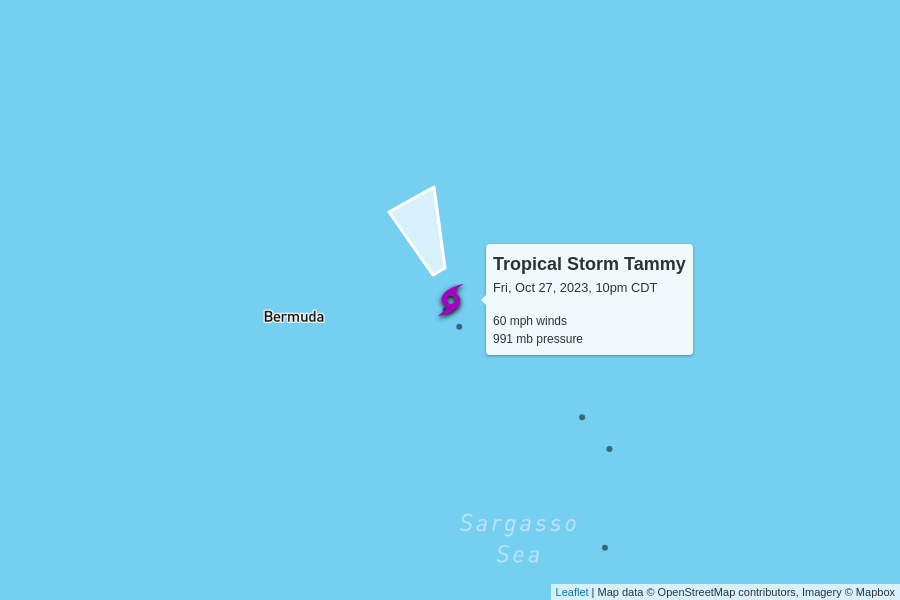 Tropical Storm Tammy
Fri, Oct 27, 2023, 10pm CDT
60 mph winds
991 mb pressure
Bermuda
Sargasso
Sea
Leaflet | Map data © OpenStreetMap contributors, Imagery © Mapbox